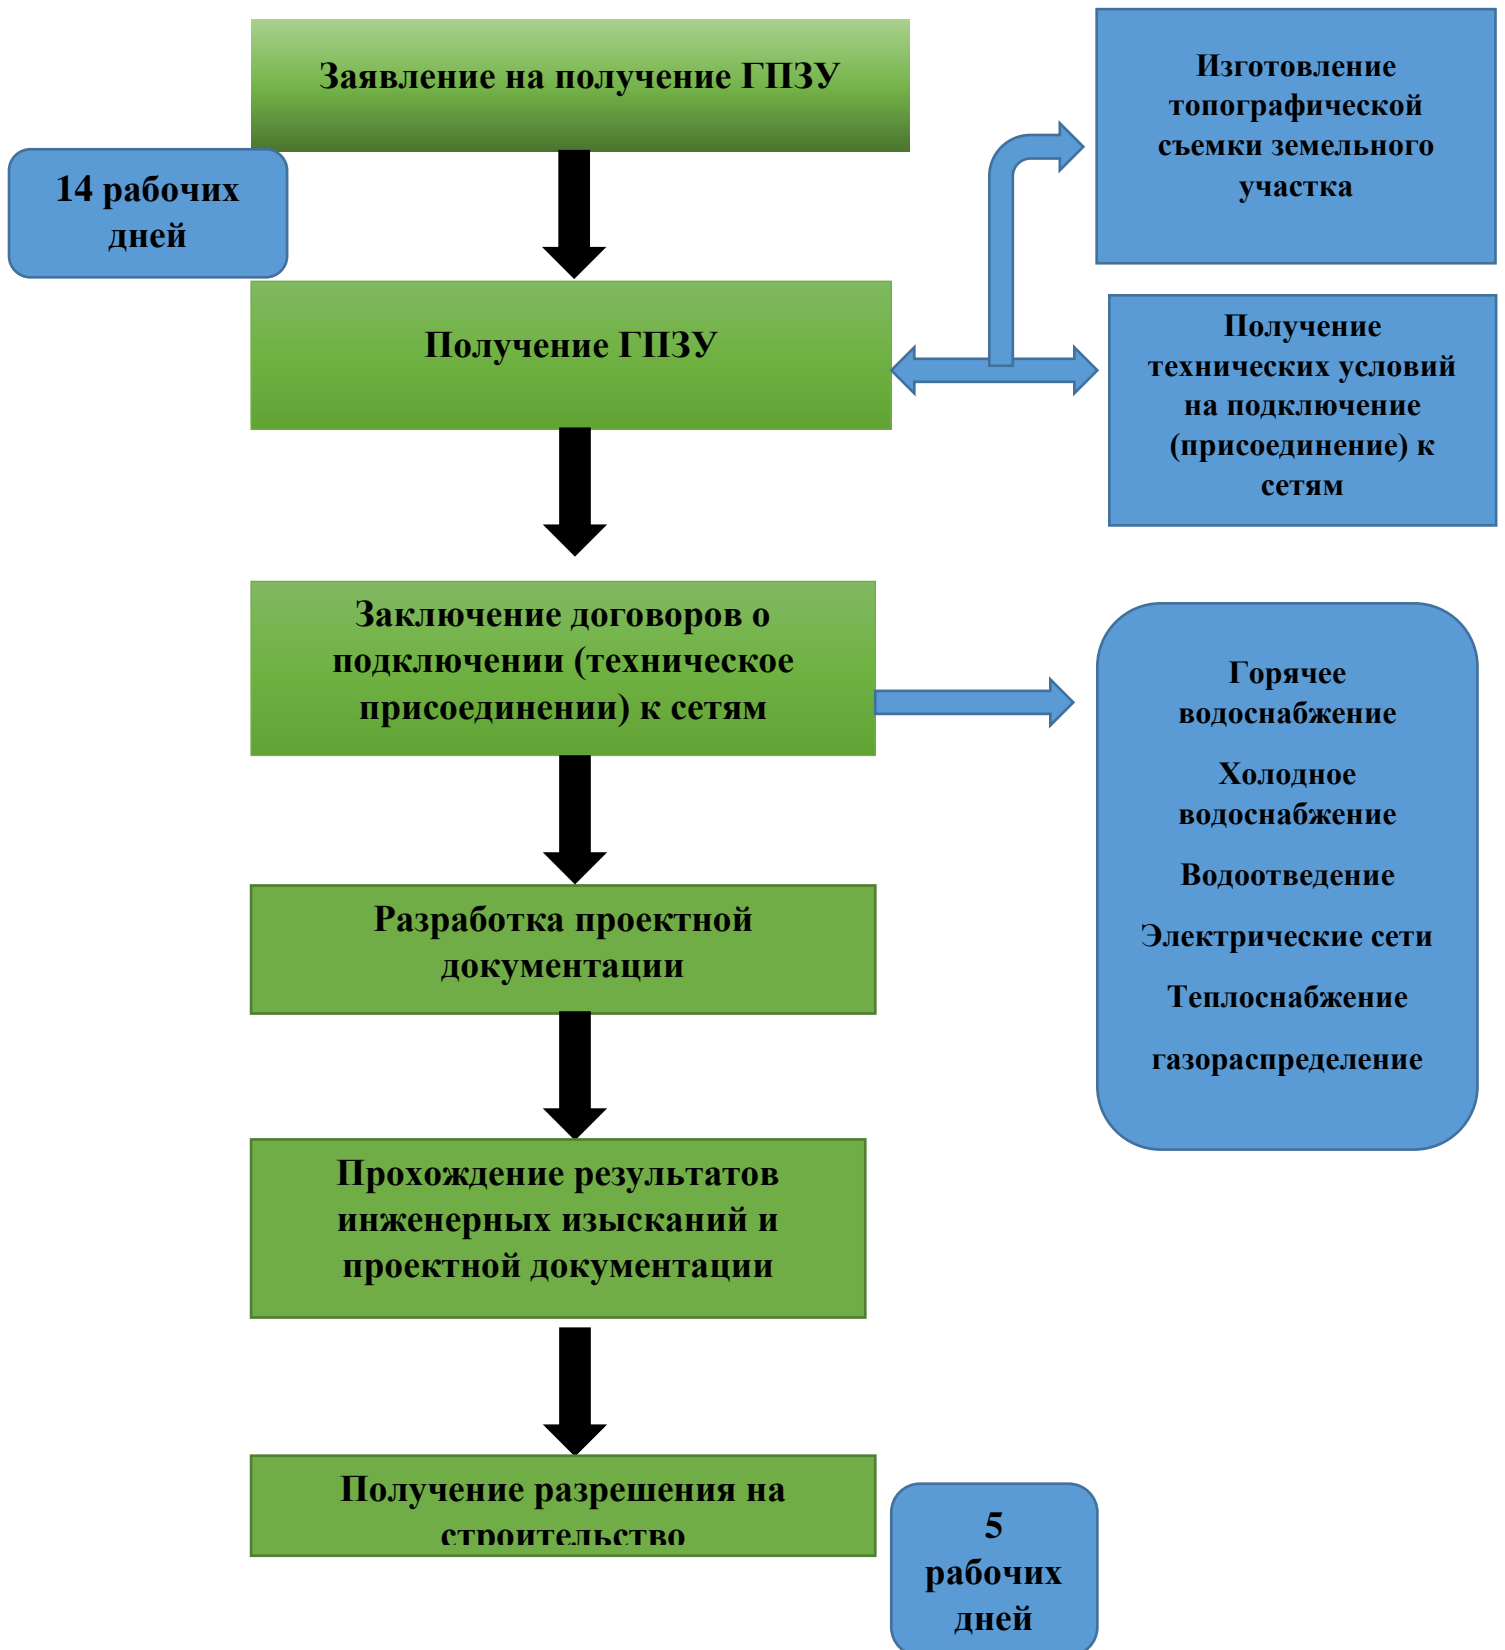 Заявление на получение ГПЗУ
14 рабочих
дней
Изготовление
топографической
съемки земельного
участка
Получение ГПЗУ
Получение
технических условий
на подключение
(присоединение) к
сетям
Заключение договоров о
подключении (техническое
присоединении) к сетям
Горячее
водоснабжение
Холодное
водоснабжение
Водоотведение
Электрические сети
Теплоснабжение
газораспределение
Разработка проектной
документации
Прохождение результатов
инженерных изысканий и
проектной документации
Получение разрешения на
строительство
5
рабочих
дней